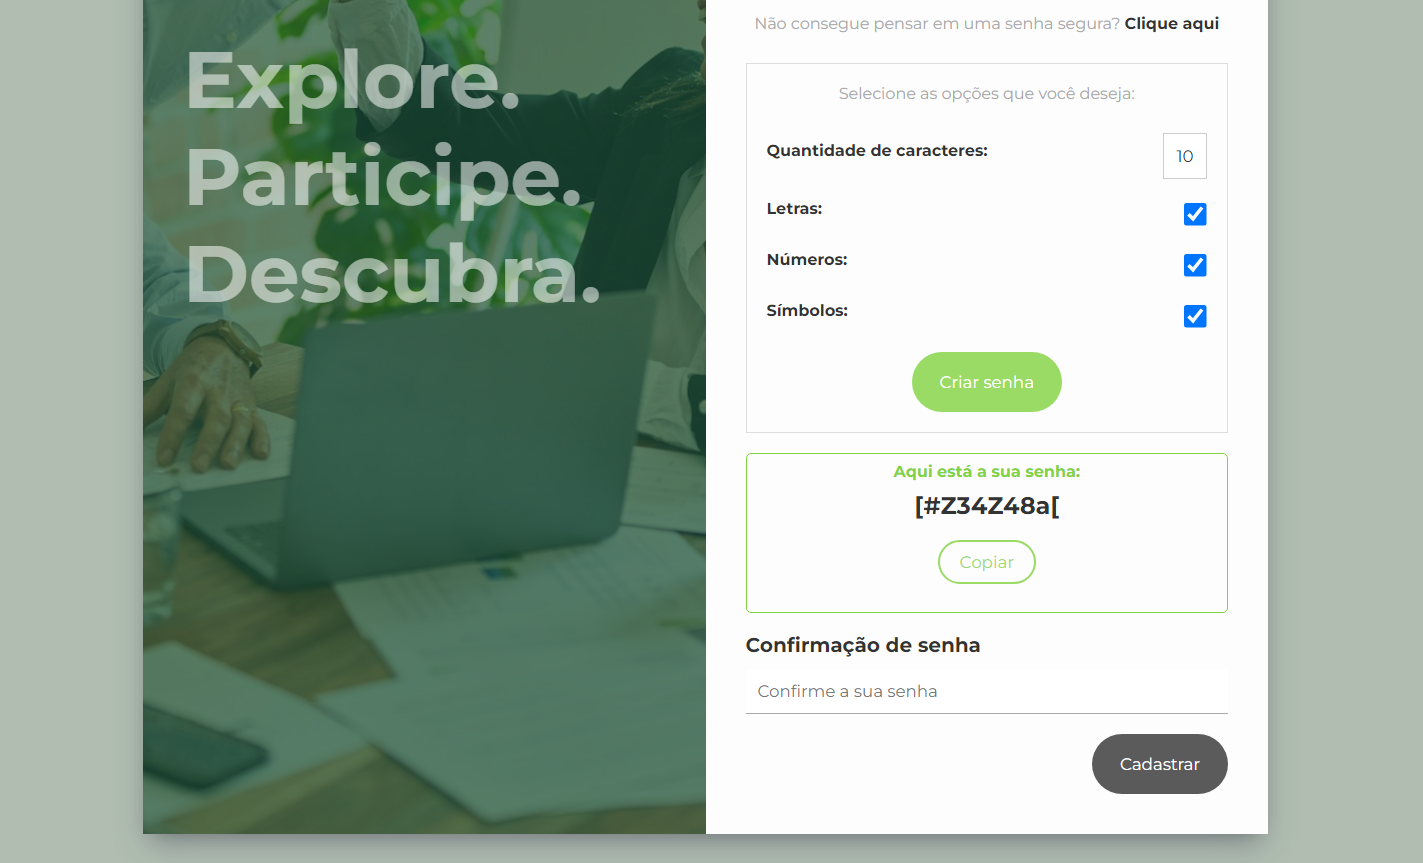 Explore.
Participe.
Descubra.
Não consegue pensar em uma senha segura? Clique aqui
Selecione as opções que você deseja:
Quantidade de caracteres:
10
Letras:
Números:
Símbolos:
Criar senha
Aqui está a sua senha:
[#Z34Z48a[
Copiar
Confirmação de senha
Confirme a sua senha
Cadastrar